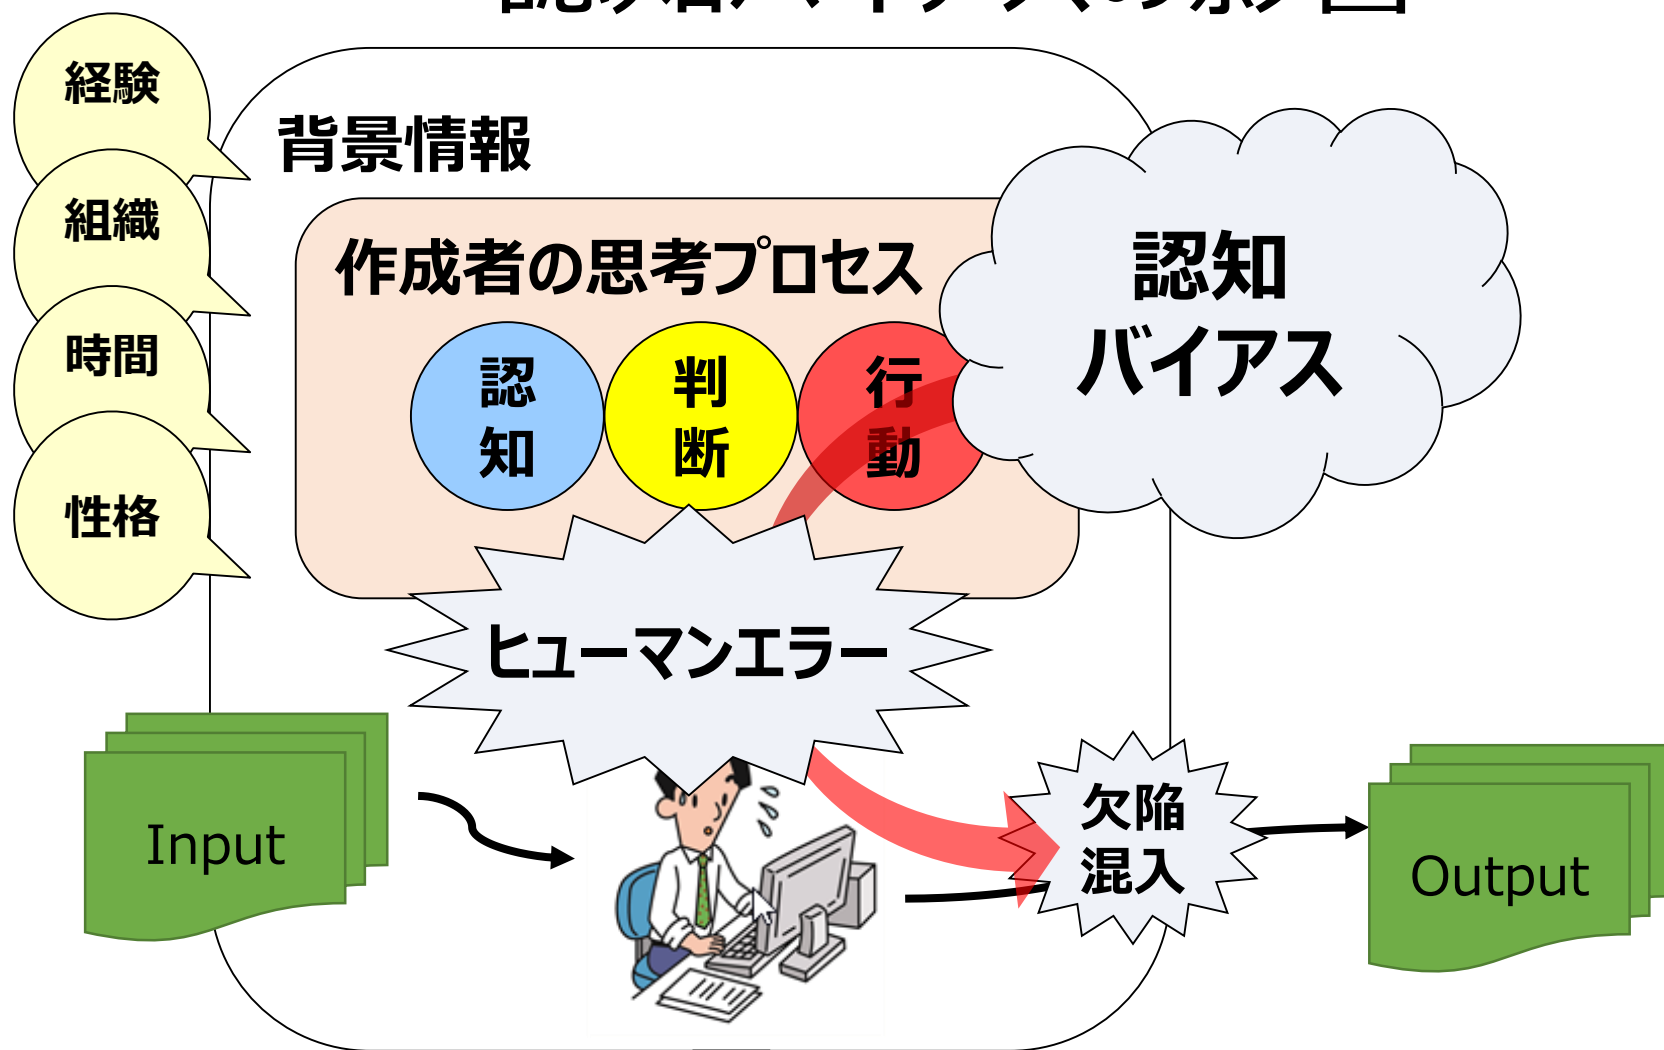 経験
組織
時間
性格
背景情報
作成者の思考プロセス
認
知
判
断
行
動
認知
バイアス
ヒューマンエラー
欠陥
混入
Input
Output